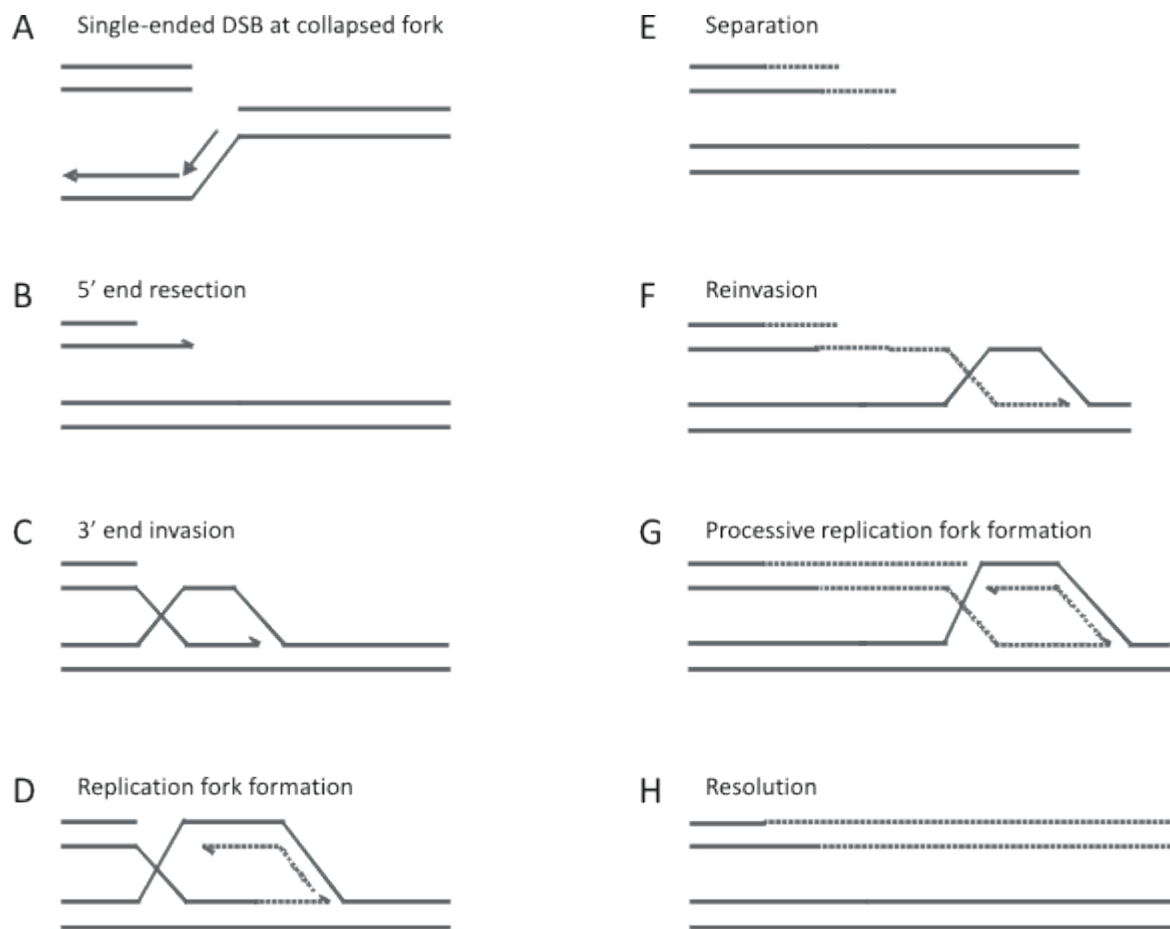 A Single-ended DSB at collapsed fork
B 5' end resection
C 3' end invasion
D Replication fork formation
E Separation
F Reinvasion
G Processive replication fork formation
H Resolution